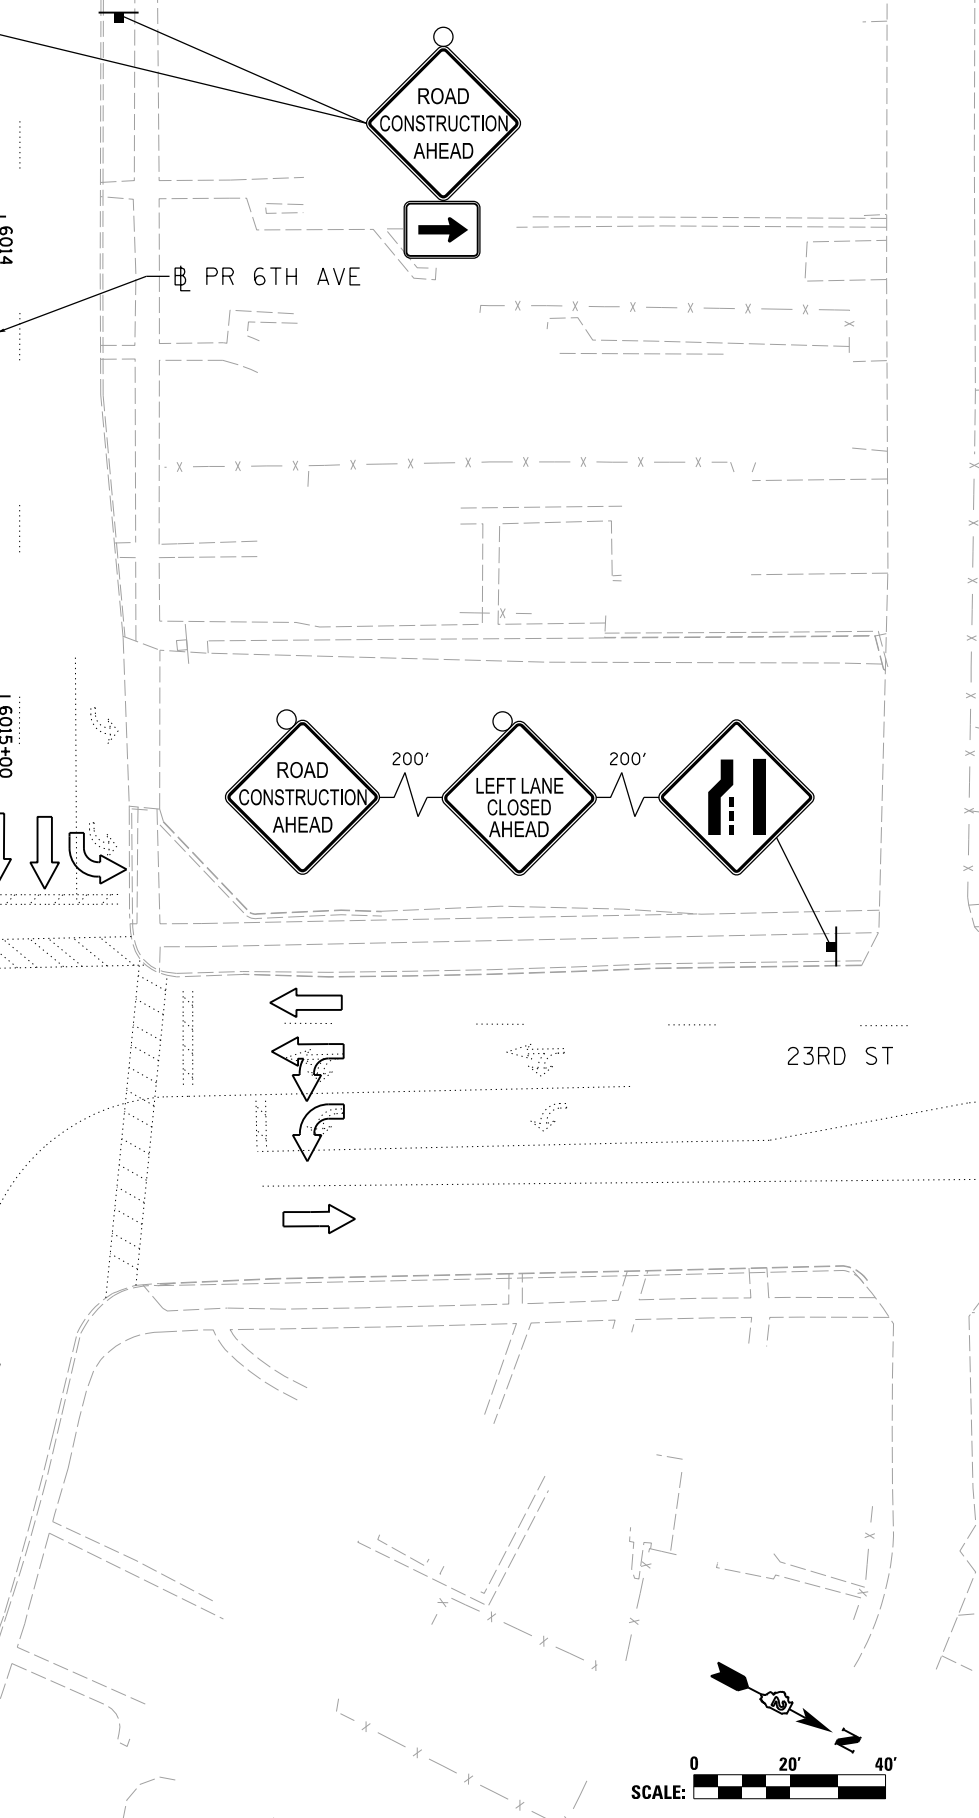 ROAD
CONSTRUCTION
AHEAD
6014
PR 6TH AVE
6015+00
ROAD
CONSTRUCTION
AHEAD
200'
LEFT LANE
CLOSED
AHEAD
200'
23RD ST
N
0 20' 40'
SCALE: